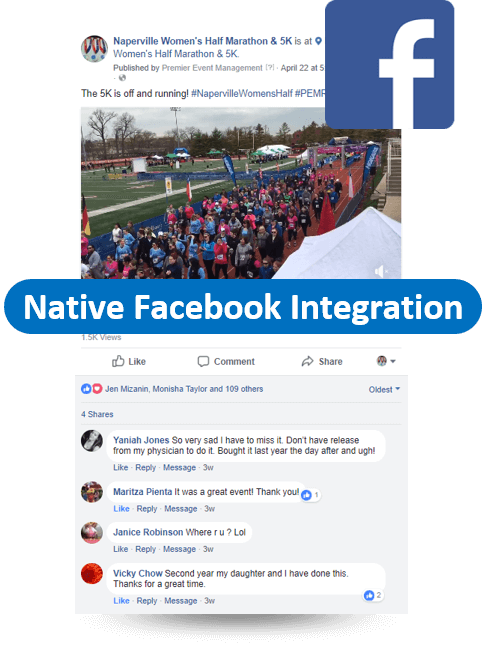 Naperville Women's Half Marathon & 5K is at
Women's Half Marathon & 5K.
Published by Premier Event Management [?] · April 22 at 5
The 5K is off and running! #NapervilleWomensHalf
Native Facebook Integration
1.5K Views
Like Comment Share
Jen Mizanin, Monisha Taylor and 109 others Oldest
4 Shares
Yaniah Jones So very sad I have to miss it. Don't have release
from my physician to do it. Bought it last year the day after and ugh!
Like · Reply · Message · 3w
Maritza Pienta It was a great event! Thank you! 1
Like · Reply · Message · 3w
Janice Robinson Where r u ? Lol
Like · Reply · Message · 3w
Vicky Chow Second year my daughter and I have done this.
Thanks for a great time.
2
Like · Reply · Message · 3w